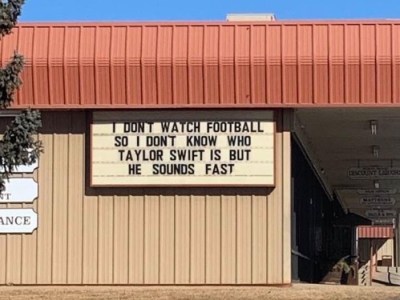 I DON'T WATCH FOOTBALL
SO I DON'T KNOW WHO
TAYLOR SWIFT IS BUT
HE SOUNDS FAST